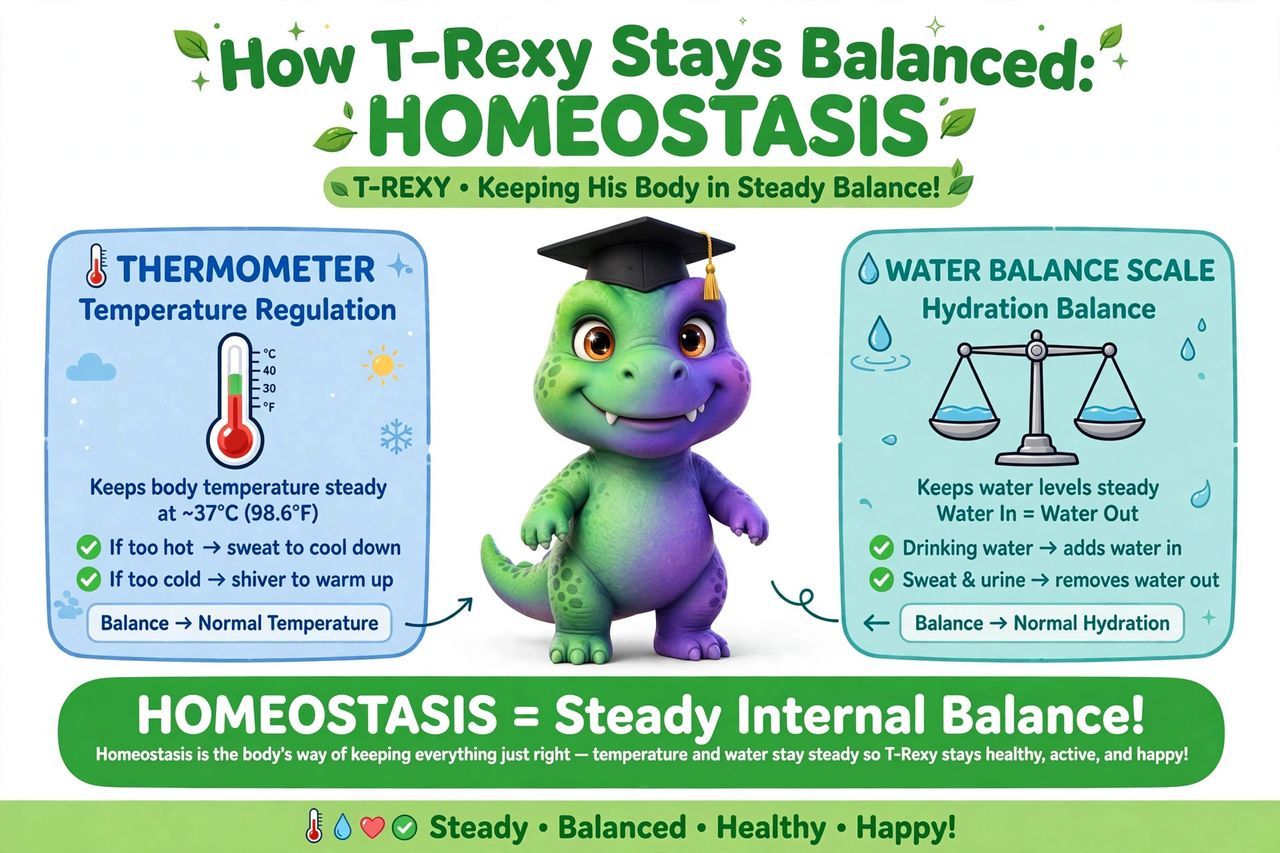 How T-Rexy Stays Balanced:
HOMEOSTASIS
T-REXY • Keeping His Body in Steady Balance!
THERMOMETER
Temperature Regulation
°C
40
30
°F
Keeps body temperature steady
at ~37°C (98.6°F)
If too hot → sweat to cool down
If too cold → shiver to warm up
Balance → Normal Temperature
WATER BALANCE SCALE
Hydration Balance
Keeps water levels steady
Water In = Water Out
Drinking water → adds water in
Sweat & urine → removes water out
Balance → Normal Hydration
HOMEOSTASIS = Steady Internal Balance!
Homeostasis is the body's way of keeping everything just right — temperature and water stay steady so T-Rexy stays healthy, active, and happy!
Steady • Balanced • Healthy • Happy!